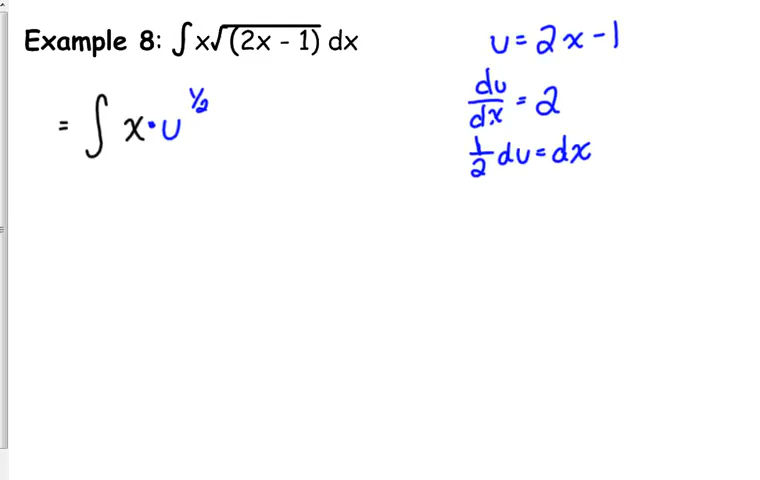 Example 8: ∫ x√(2x - 1) dx
= ∫ x · u^½
u = 2x - 1
du/dx = 2
½ du = dx